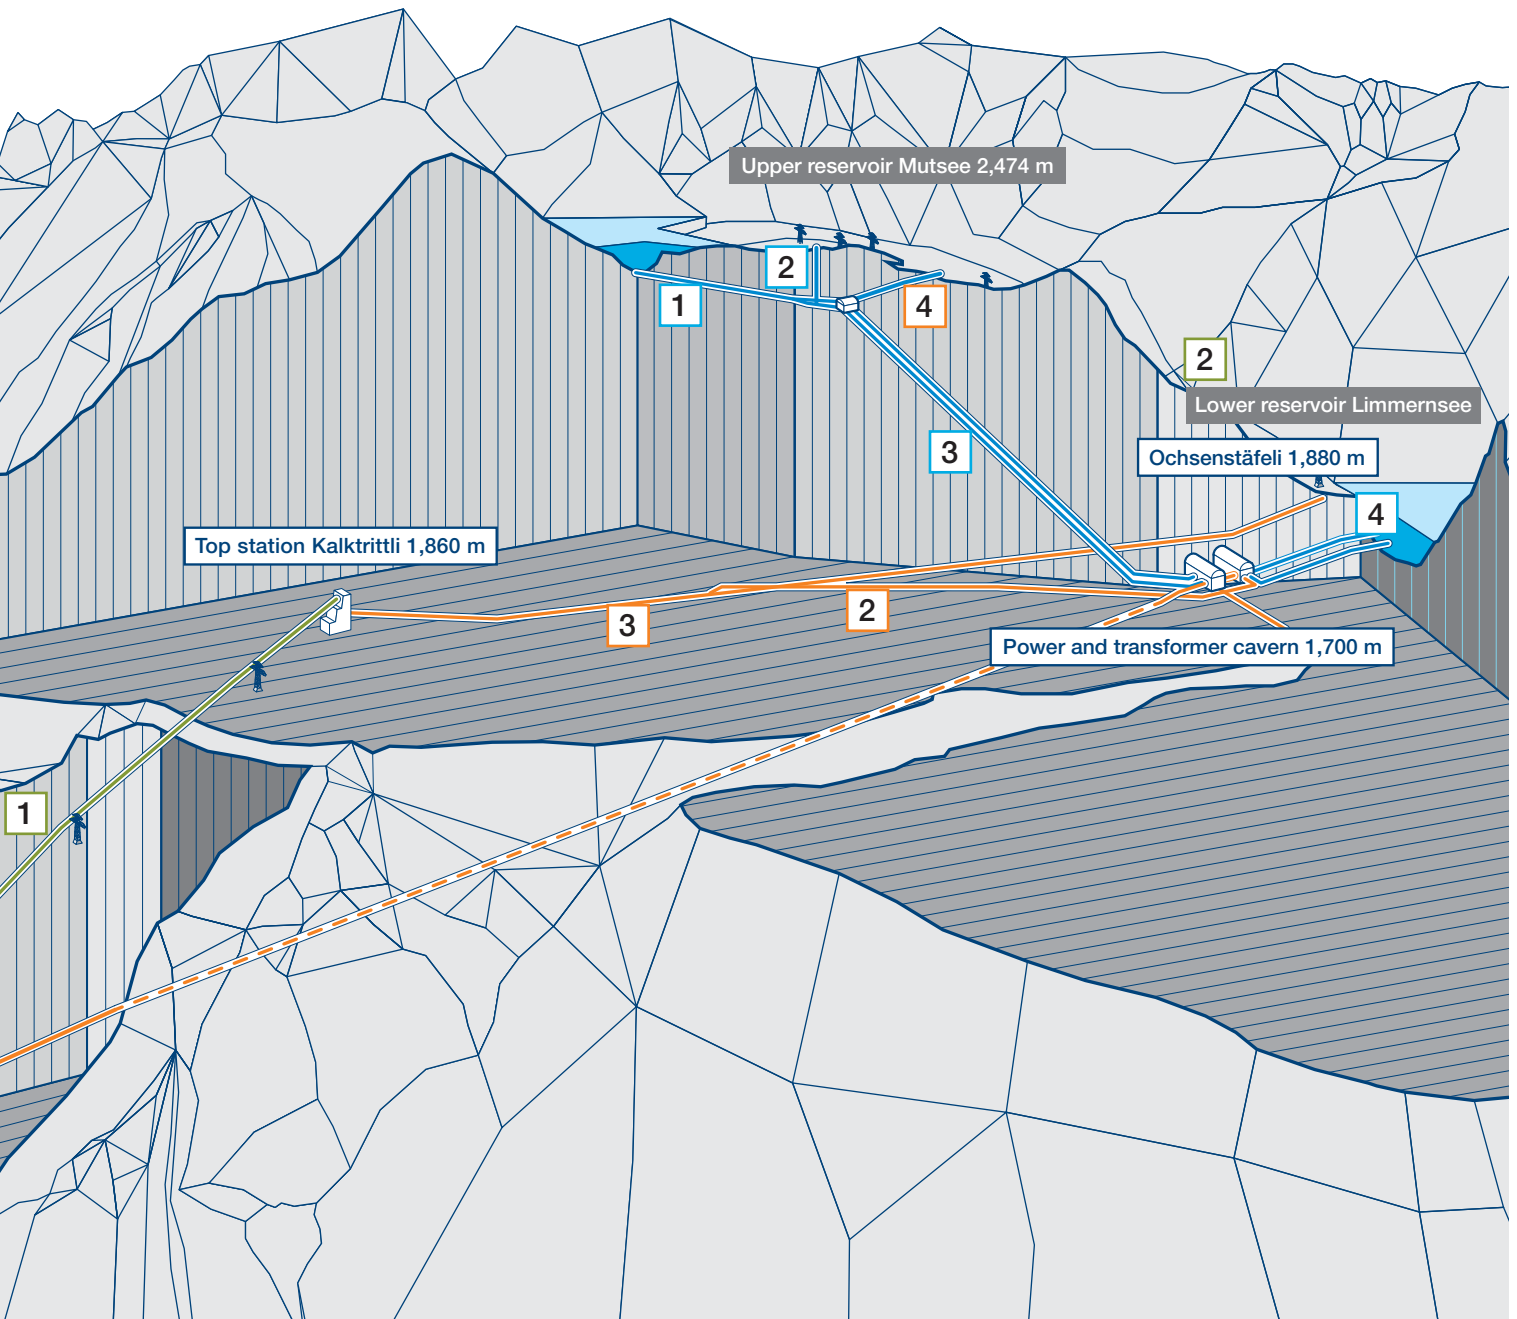 Upper reservoir Mutsee 2,474 m
2
1
4
2
Lower reservoir Limmernsee
3
Ochsenstäfeli 1,880 m
4
Top station Kalktrittli 1,860 m
2
3
Power and transformer cavern 1,700 m
1